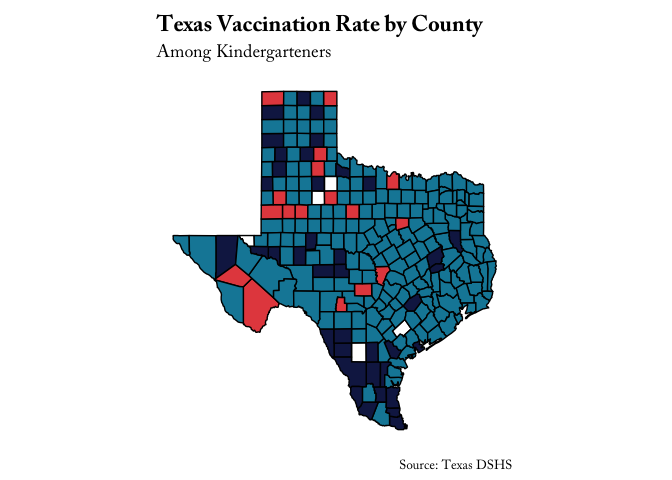 Texas Vaccination Rate by County
Among Kindergarteners
Source: Texas DSHS